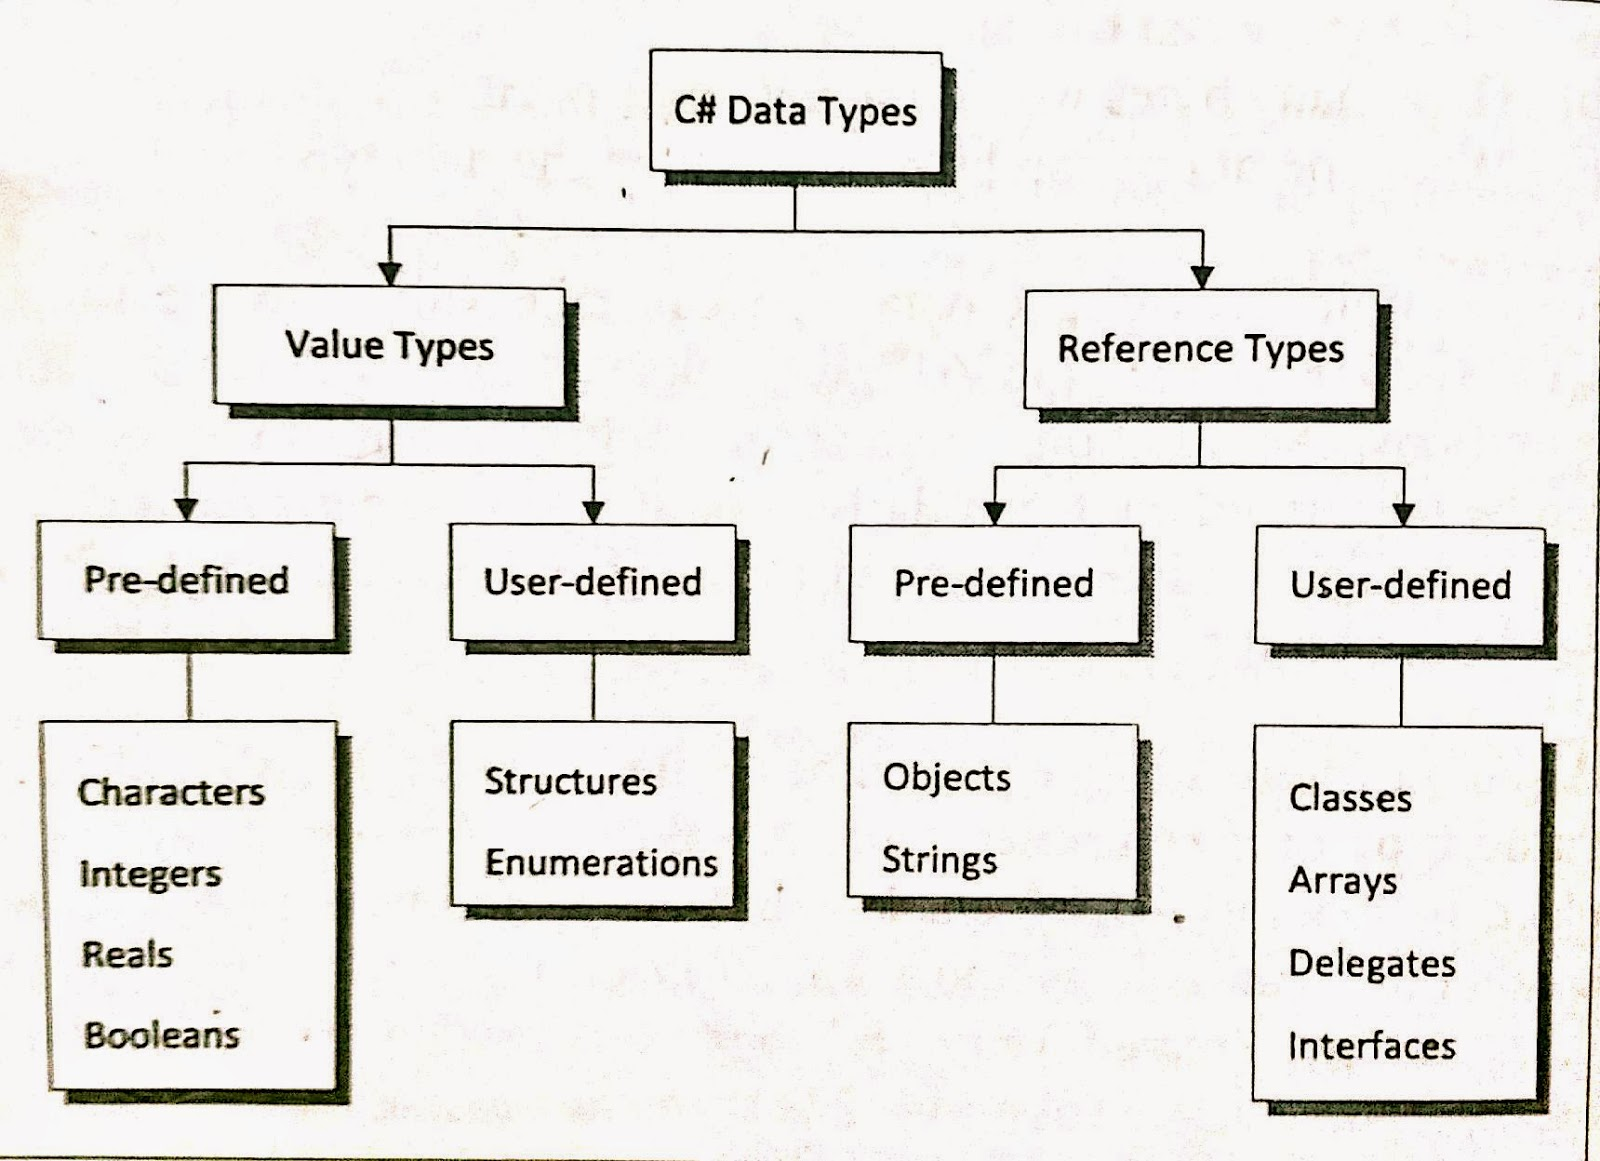 C# Data Types
Value Types
Reference Types
Pre-defined
User-defined
Pre-defined
User-defined
Characters
Integers
Reals
Booleans
Structures
Enumerations
Objects
Strings
Classes
Arrays
Delegates
Interfaces